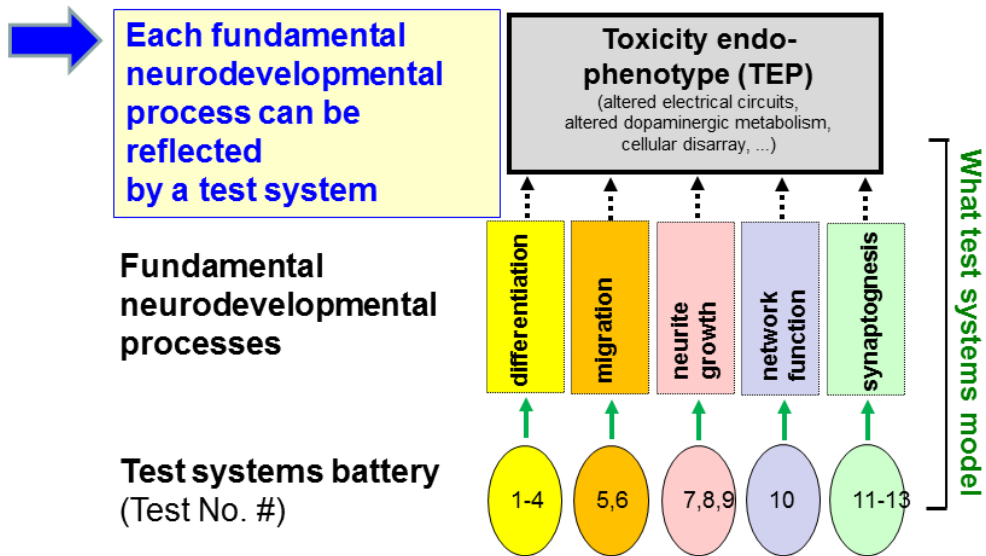 Each fundamental
neurodevelopmental
process can be
reflected
by a test system
Toxicity endo-
phenotype (TEP)
(altered electrical circuits,
altered dopaminergic metabolism,
cellular disarray, ...)
Fundamental
neurodevelopmental
processes
differentiation
migration
neurite
growth
network
function
synaptognesis
What test systems model
Test systems battery
(Test No. #)
1-4
5,6
7,8,9
10
11-13